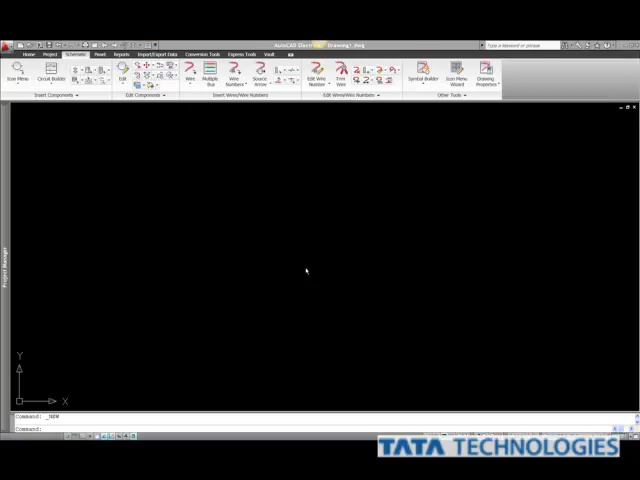 AutoCAD Electrical Drawing1.dwg
Type a keyword or phrase
Home Project Schematic Panel Reports Import/Export Data Conversion Tools Express Tools Vault
Icon Menu Circuit Builder Edit Wire Multiple Bus Wire Numbers Source Arrow Edit Wire Number Trim Wire Symbol Builder Icon Menu Wizard Drawing Properties
Insert Components Edit Components Insert Wires/Wire Numbers Edit Wires/Wire Numbers Other Tools
Project Manager
Y
X
Command: _NEW
Command:
TATA TECHNOLOGIES